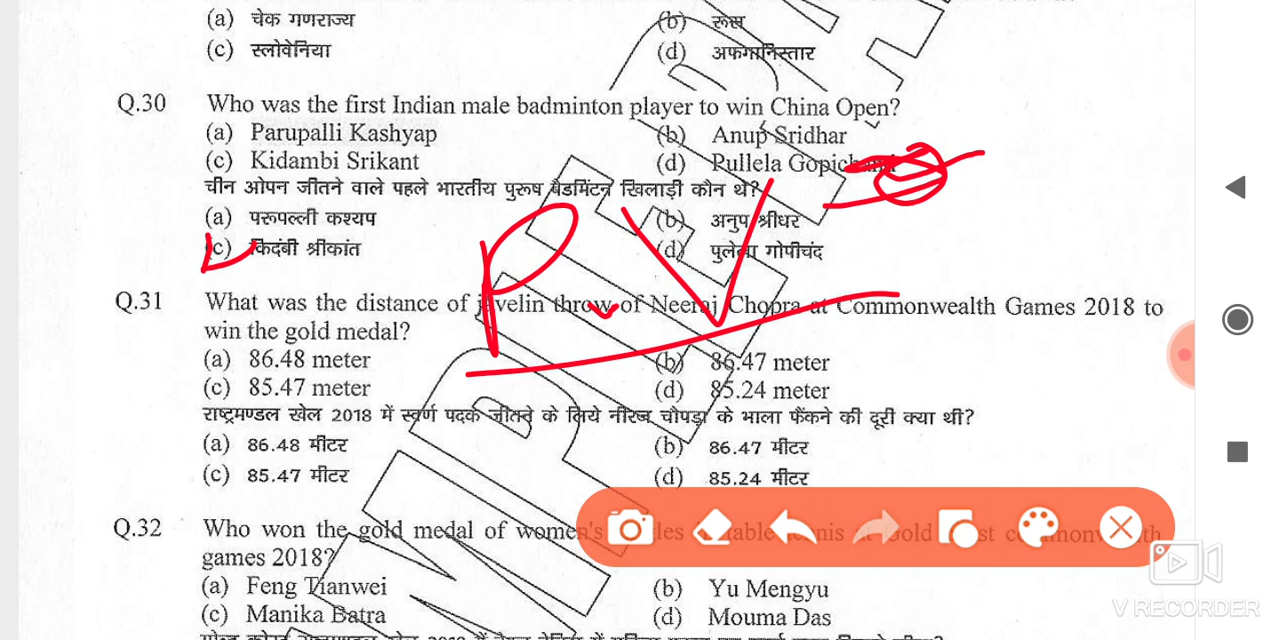 (a) चेक गणराज्य (b) रूस
(c) स्लोवेनिया (d) अफगानिस्तार
Q.30 Who was the first Indian male badminton player to win China Open?
(a) Parupalli Kashyap (b) Anup Sridhar
(c) Kidambi Srikant (d) Pullela
चीन ओपन जीतने वाले पहले भारतीय पुरूष बैडमिंटन खिलाड़ी कौन थे?
(a) परूपल्ली कश्यप (b) अनुप श्रीधर
(c) किदंबी श्रीकांत (d) पुलेला गोपीचंद
Q.31 What was the distance of javelin throw of Neeraj Chopra at Commonwealth Games 2018 to
win the gold medal?
(a) 86.48 meter (b) 86.47 meter
(c) 85.47 meter (d) 85.24 meter
राष्ट्रमण्डल खेल 2018 में स्वर्ण पदक जीतने के लिये नीरज चौपड़ा के भाला फैंकने की दूरी क्या थी?
(a) 86.48 मीटर (b) 86.47 मीटर
(c) 85.47 मीटर (d) 85.24 मीटर
Q.32 Who won the gold medal of women's
games 2018?
(a) Feng Tianwei (b) Yu Mengyu
(c) Manika Batra (d) Mouma Das
V RECORDER